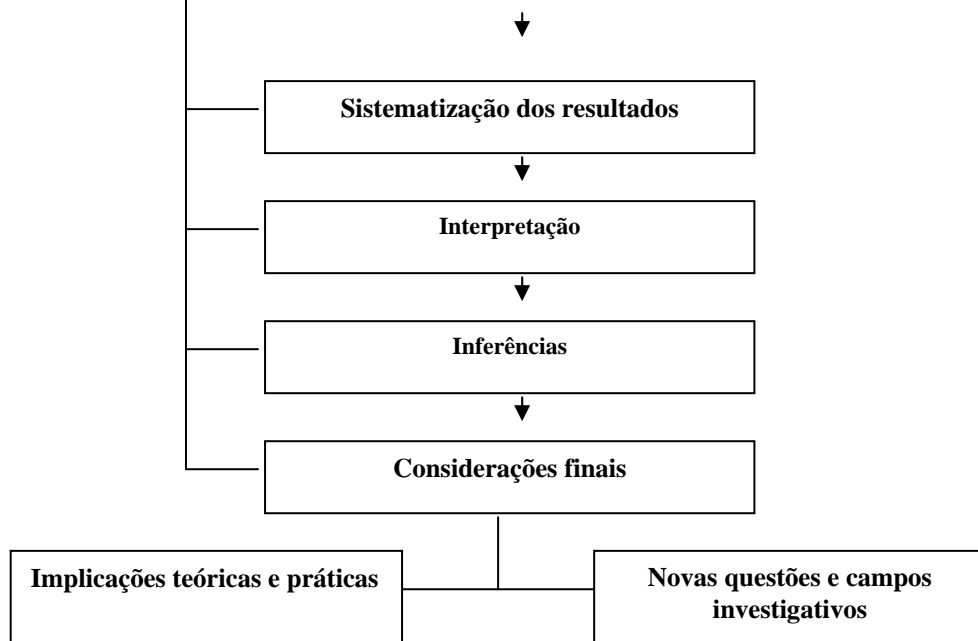 Sistematização dos resultados
Interpretação
Inferências
Considerações finais
Implicações teóricas e práticas
Novas questões e campos
investigativos